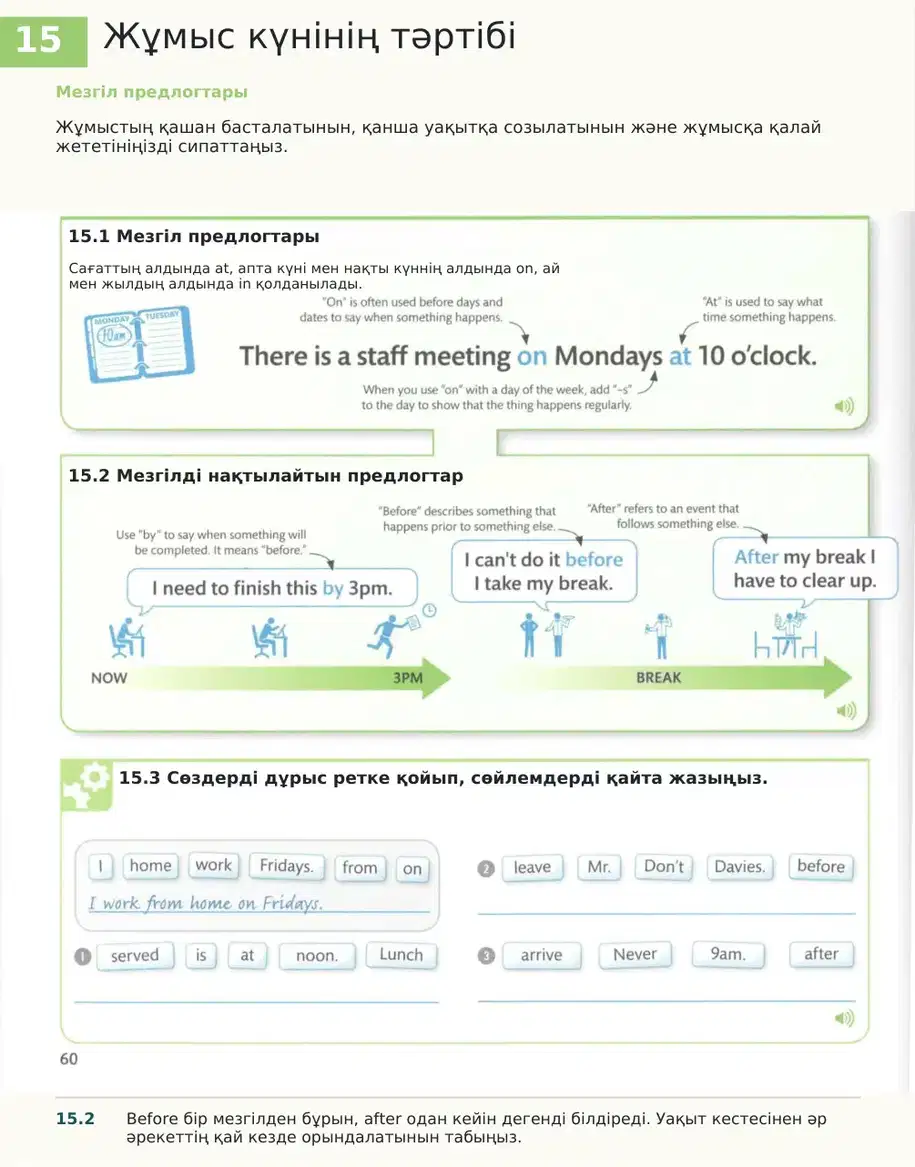 15
Жұмыс күнінің тәртібі
Мезгіл предлогтары
Жұмыстың қашан басталатынын, қанша уақытқа созылатынын және жұмысқа қалай
жететініңізді сипаттаңыз.
15.1 Мезгіл предлогтары
Сағаттың алдында at, апта күні мен нақты күннің алдында on, ай
мен жылдың алдында in қолданылады.
"On" is often used before days and
dates to say when something happens.
"At" is used to say what
time something happens.
MONDAY TUESDAY
10am
There is a staff meeting on Mondays at 10 o'clock.
When you use "on" with a day of the week, add "-s"
to the day to show that the thing happens regularly.
15.2 Мезгілді нақтылайтын предлогтар
Use "by" to say when something will
be completed. It means "before."
"Before" describes something that
happens prior to something else.
"After" refers to an event that
follows something else.
I need to finish this by 3pm.
I can't do it before
I take my break.
After my break I
have to clear up.
NOW
3PM
BREAK
15.3 Сөздерді дұрыс ретке қойып, сөйлемдерді қайта жазыңыз.
I home work Fridays. from on
I work from home on Fridays.
1 served is at noon. Lunch
2 leave Mr. Don't Davies. before
3 arrive Never 9am. after
60
15.2 Before бір мезгілден бұрын, after одан кейін дегенді білдіреді. Уақыт кестесінен әр
әрекеттің қай кезде орындалатынын табыңыз.